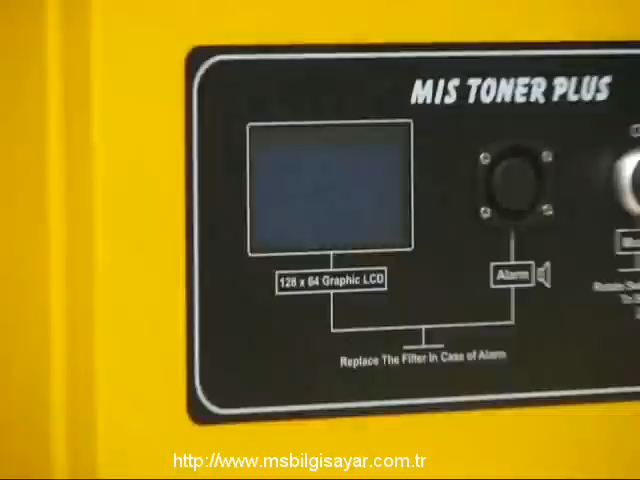 MIS TONER PLUS
128 x 64 Graphic LCD
Alarm
Replace The Filter In Case of Alarm
http://www.msbilgisayar.com.tr